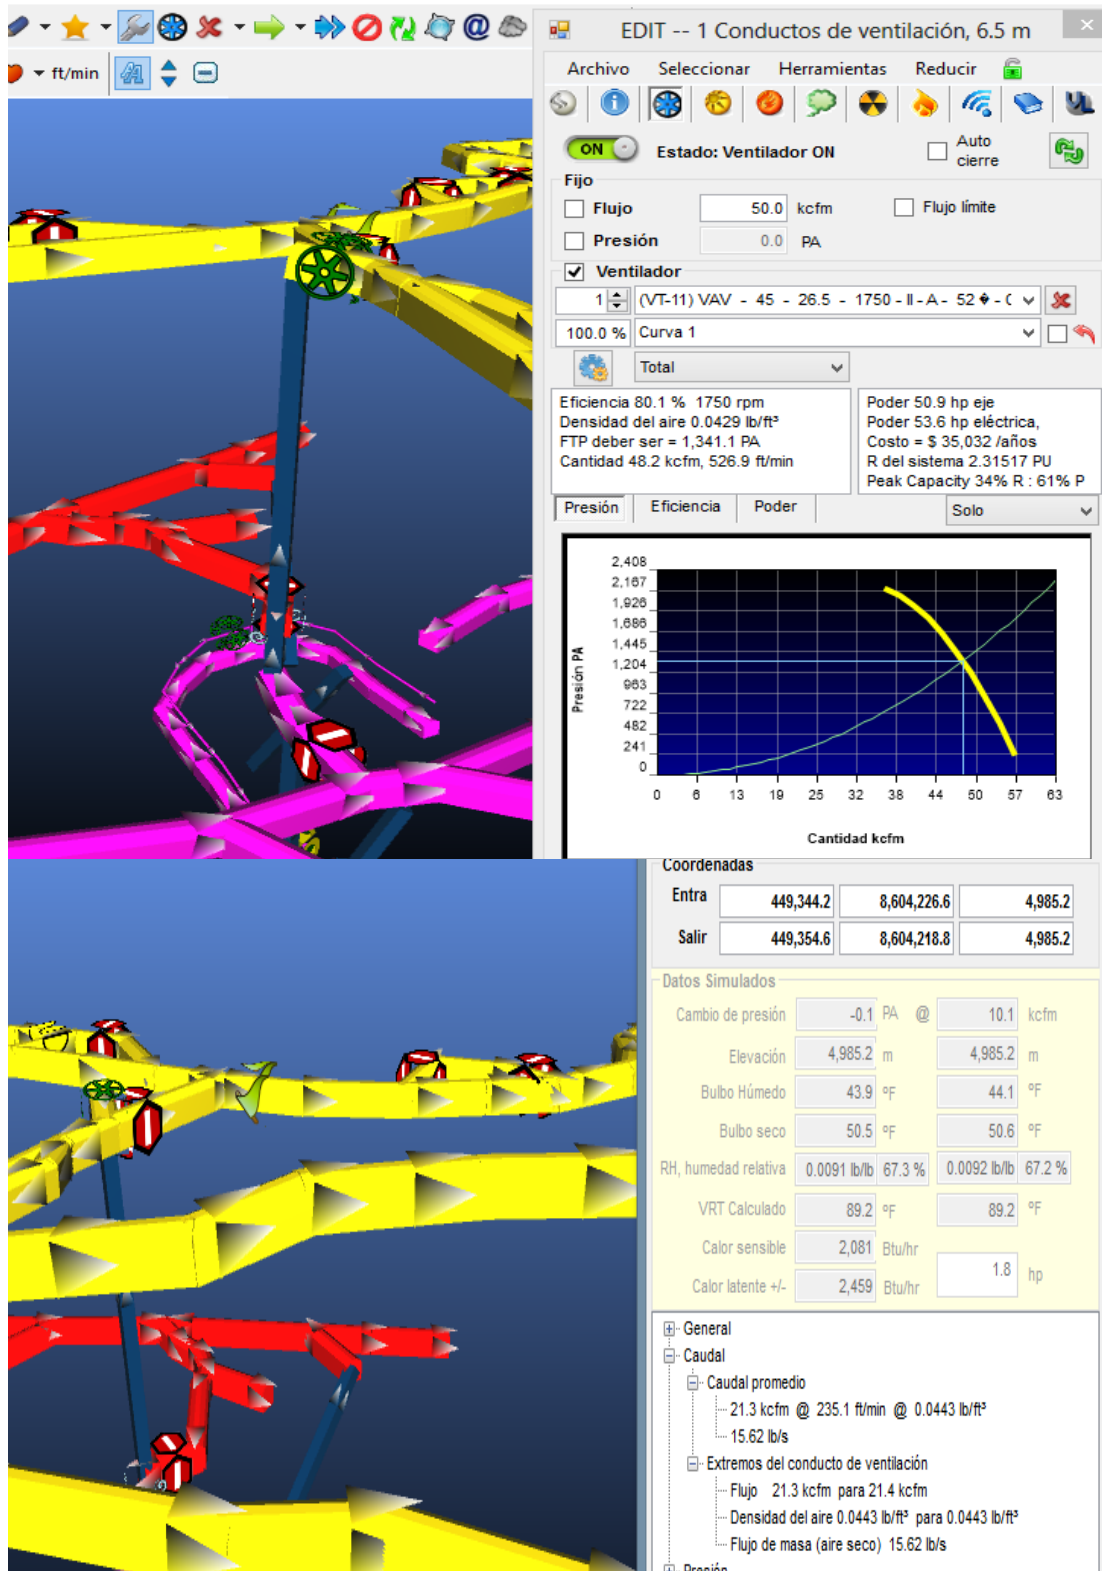 ft/min
EDIT -- 1 Conductos de ventilación, 6.5 m
Archivo Seleccionar Herramientas Reducir
ON Estado: Ventilador ON
Auto cierre
Fijo
Flujo 50.0 kcfm Flujo límite
Presión 0.0 PA
Ventilador
1 (VT-11) VAV - 45 - 26.5 - 1750 - II - A - 52 � - C
100.0 % Curva 1
Total
Eficiencia 80.1 % 1750 rpm
Densidad del aire 0.0429 lb/ft³
FTP deber ser = 1,341.1 PA
Cantidad 48.2 kcfm, 526.9 ft/min
Poder 50.9 hp eje
Poder 53.6 hp eléctrica,
Costo = $ 35,032 /años
R del sistema 2.31517 PU
Peak Capacity 34% R : 61% P
Presión Eficiencia Poder Solo
Presión PA
2,408
2,167
1,926
1,686
1,445
1,204
963
722
482
241
0
0 6 13 19 25 32 38 44 50 57 63
Cantidad kcfm
Coordenadas
Entra 449,344.2 8,604,226.6 4,985.2
Salir 449,354.6 8,604,218.8 4,985.2
Datos Simulados
Cambio de presión -0.1 PA @ 10.1 kcfm
Elevación 4,985.2 m 4,985.2 m
Bulbo Húmedo 43.9 ºF 44.1 ºF
Bulbo seco 50.5 ºF 50.6 ºF
RH, humedad relativa 0.0091 lb/lb 67.3 % 0.0092 lb/lb 67.2 %
VRT Calculado 89.2 ºF 89.2 ºF
Calor sensible 2,081 Btu/hr
1.8 hp
Calor latente +/- 2,459 Btu/hr
General
Caudal
Caudal promedio
21.3 kcfm @ 235.1 ft/min @ 0.0443 lb/ft³
15.62 lb/s
Extremos del conducto de ventilación
Flujo 21.3 kcfm para 21.4 kcfm
Densidad del aire 0.0443 lb/ft³ para 0.0443 lb/ft³
Flujo de masa (aire seco) 15.62 lb/s
Presión